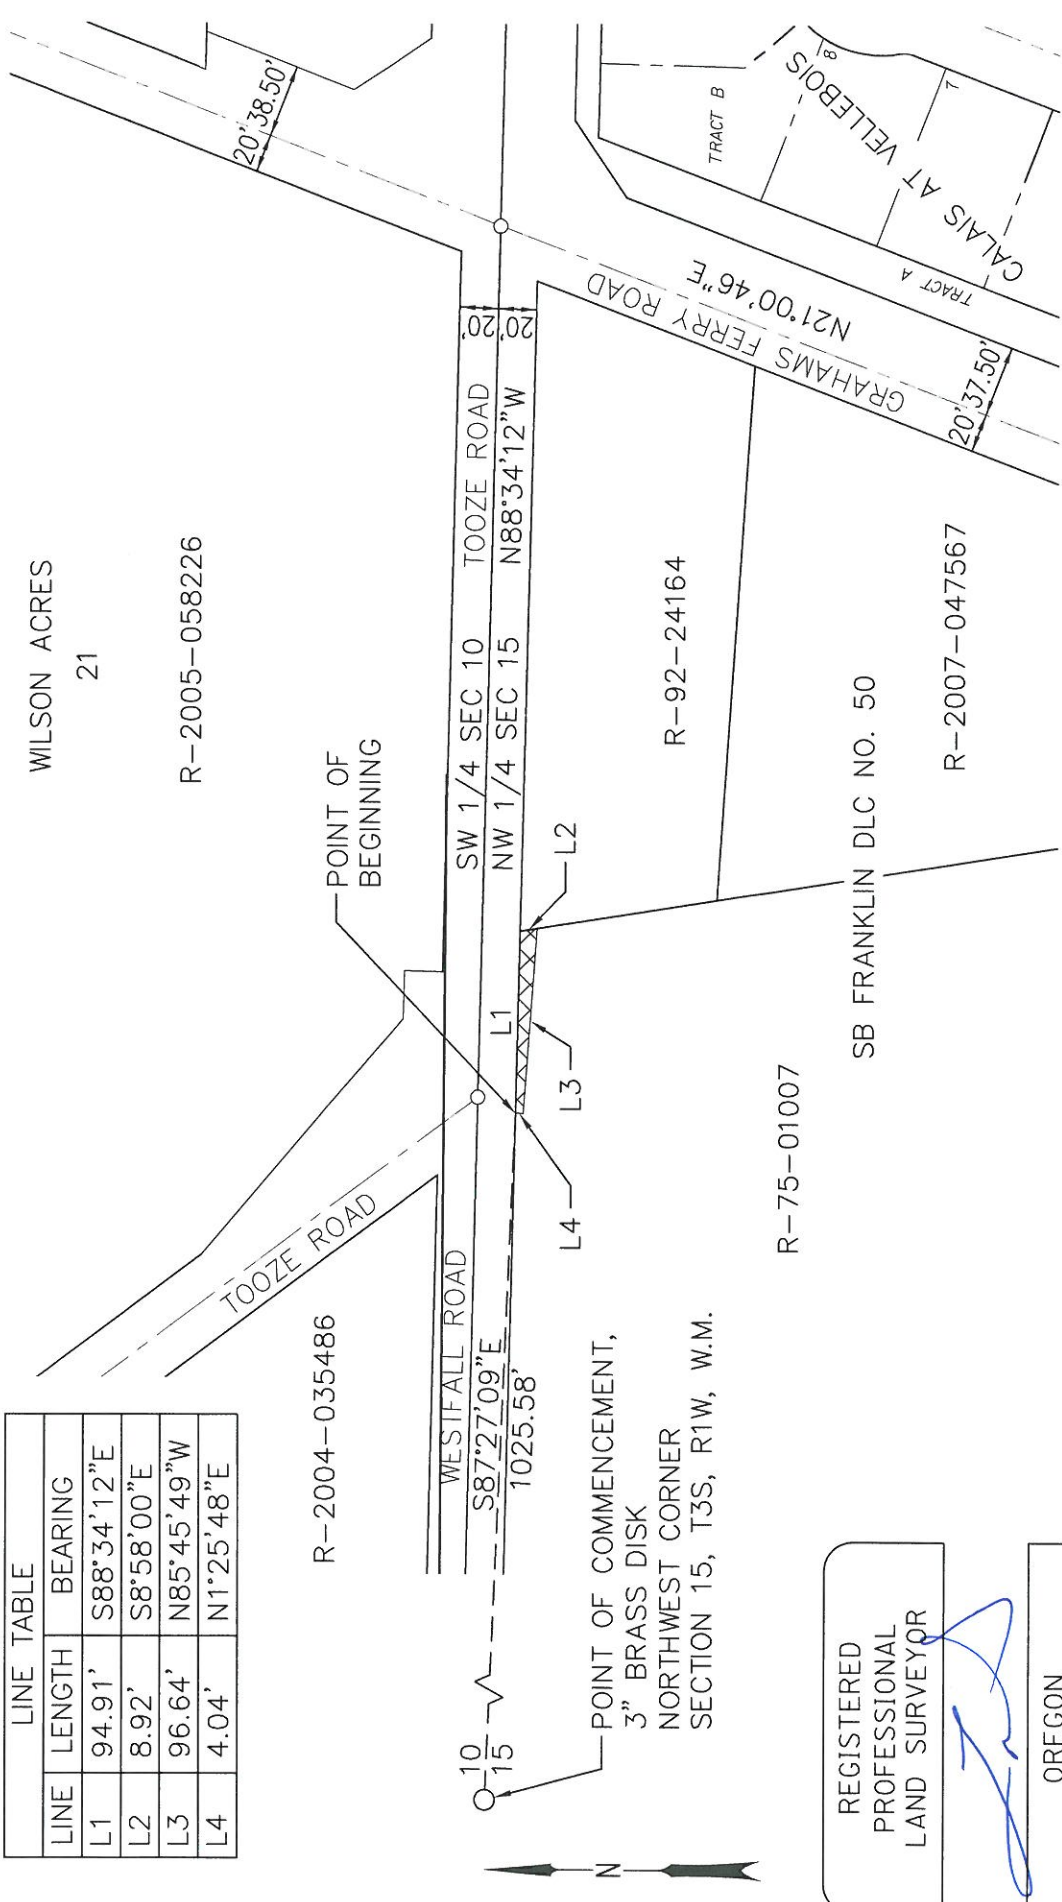 LINE TABLE
LINE LENGTH BEARING
L1 94.91' S88°34'12"E
L2 8.92' S8°58'00"E
L3 96.64' N85°45'49"W
L4 4.04' N1°25'48"E
WILSON ACRES
21
R-2005-058226
R-2004-035486
TOOZE ROAD
POINT OF
BEGINNING
20' 38.50'
WESTFALL ROAD
S87°27'09"E
1025.58'
L1
SW 1/4 SEC 10
NW 1/4 SEC 15
TOOZE ROAD
N88°34'12"W
20'
20'
10
15
POINT OF COMMENCEMENT,
3" BRASS DISK
NORTHWEST CORNER
SECTION 15, T3S, R1W, W.M.
L4
L3
L2
R-92-24164
R-75-01007
SB FRANKLIN DLC NO. 50
R-2007-047567
GRAHAMS FERRY ROAD
N21°00'46"E
20' 37.50'
TRACT B
TRACT A
8
7
CALAIS AT VELLEBOIS
N
REGISTERED
PROFESSIONAL
LAND SURVEYOR
OREGON